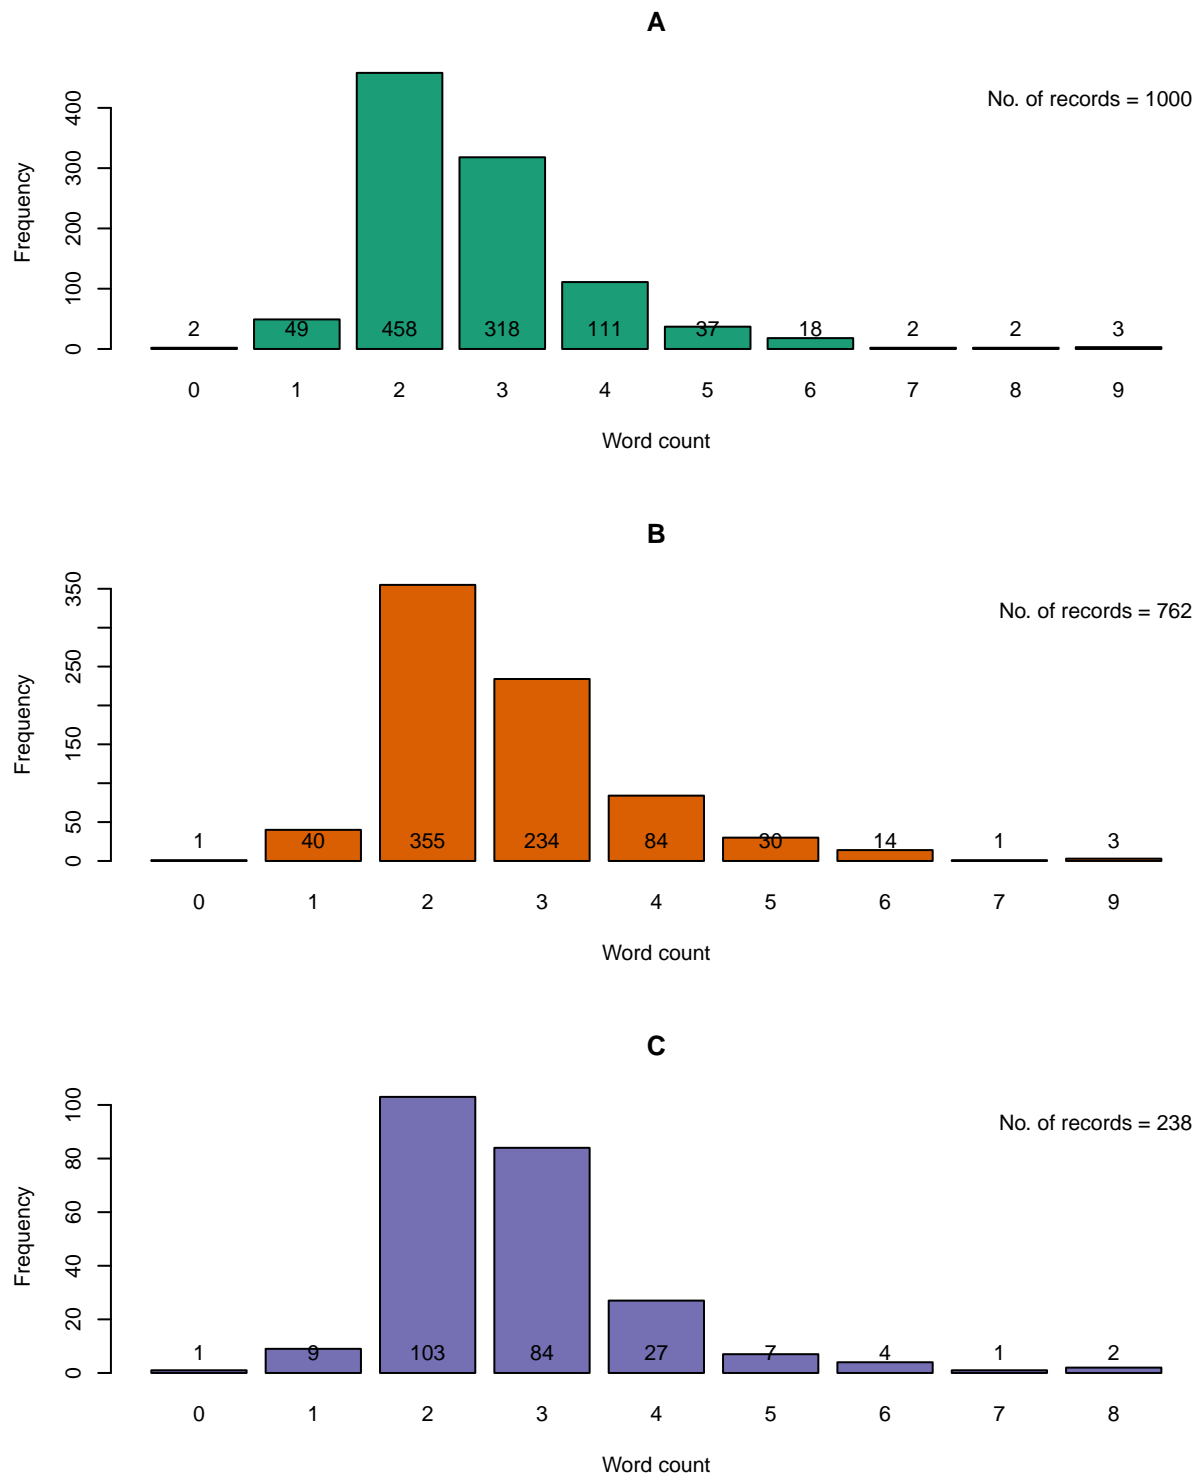 A
No. of records = 1000
Frequency
400
300
200
100
0
2 49 458 318 111 37 18 2 2 3
0 1 2 3 4 5 6 7 8 9
Word count
B
No. of records = 762
Frequency
350
250
150
50
0
1 40 355 234 84 30 14 1 3
0 1 2 3 4 5 6 7 9
Word count
C
No. of records = 238
Frequency
100
80
60
40
20
0
1 9 103 84 27 7 4 1 2
0 1 2 3 4 5 6 7 8
Word count